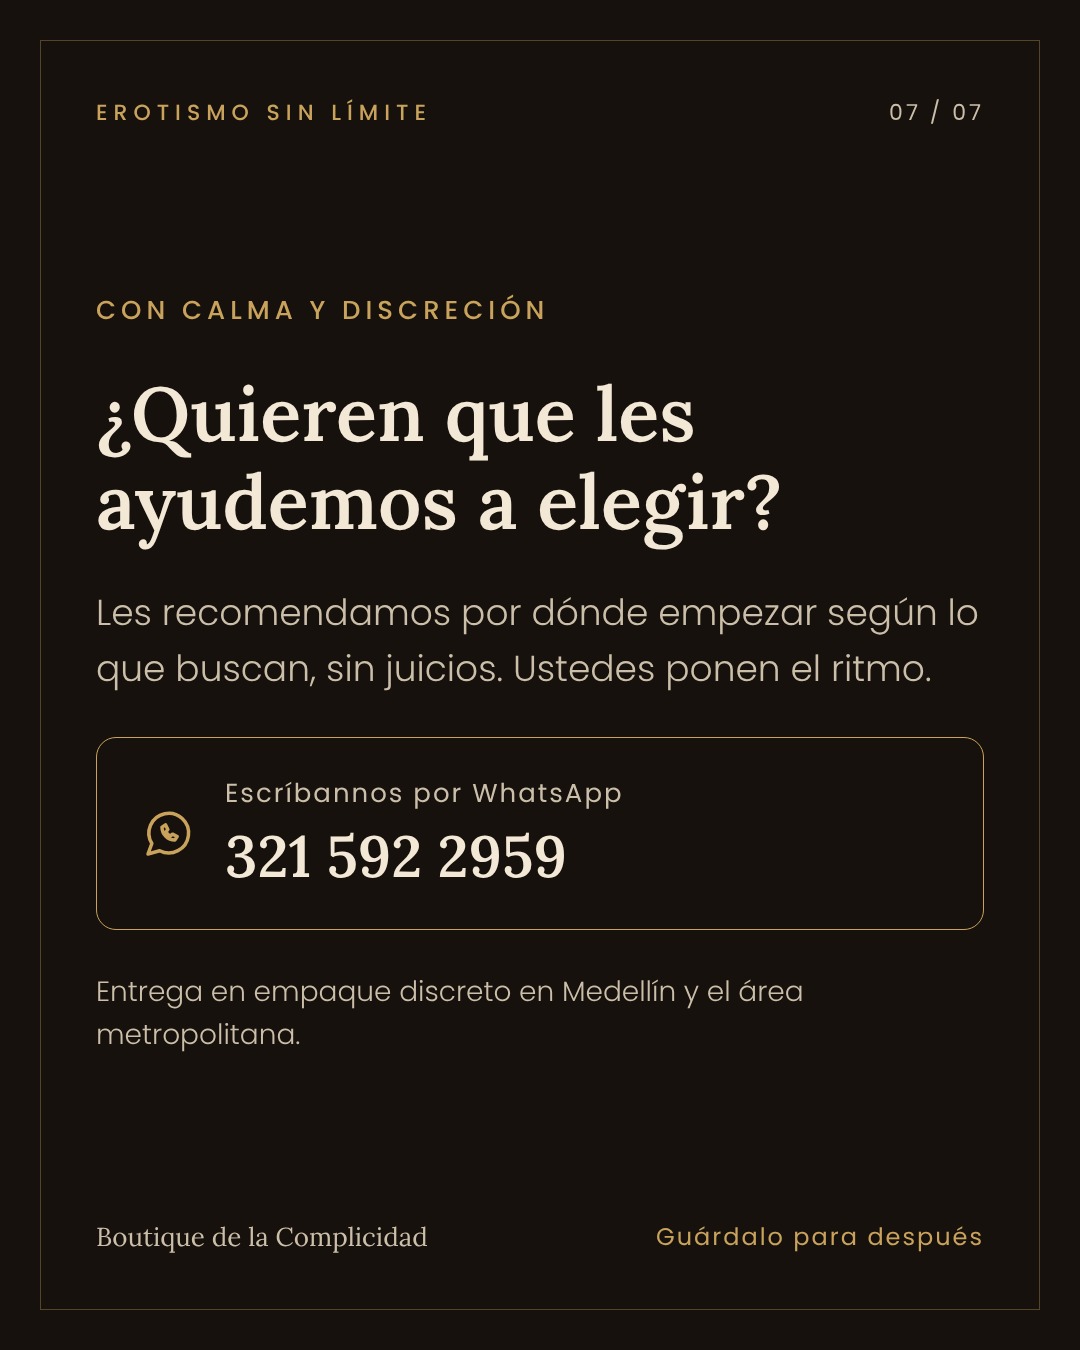 EROTISMO SIN LÍMITE
07 / 07
CON CALMA Y DISCRECIÓN
¿Quieren que les
ayudemos a elegir?
Les recomendamos por dónde empezar según lo
que buscan, sin juicios. Ustedes ponen el ritmo.
Escríbannos por WhatsApp
321 592 2959
Entrega en empaque discreto en Medellín y el área
metropolitana.
Boutique de la Complicidad
Guárdalo para después